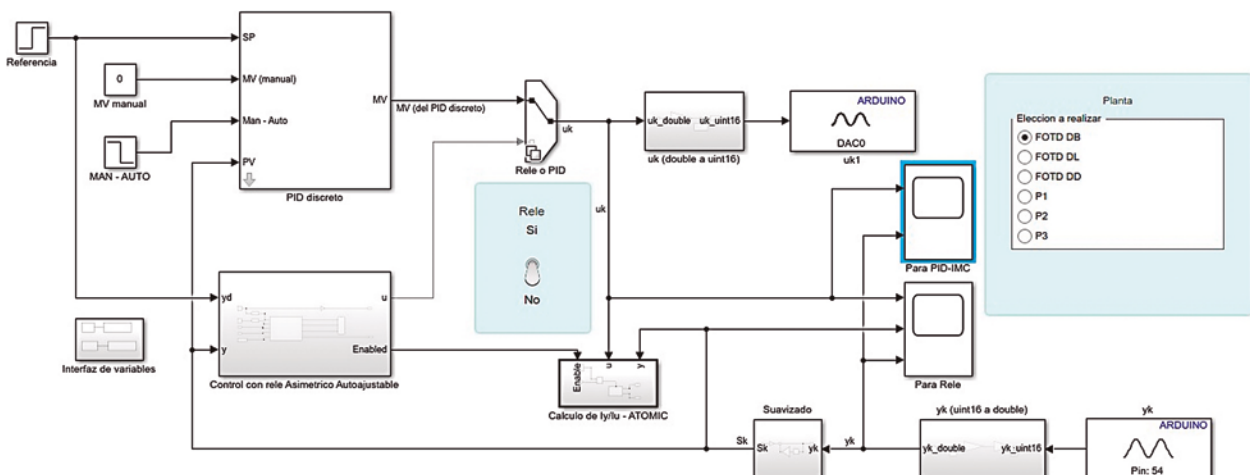 Referencia
SP
0
MV manual
MV (manual)
MV
MV (del PID discreto)
Man - Auto
MAN - AUTO
PV
PID discreto
uk
Rele o PID
uk_double
uk_uint16
uk (double a uint16)
ARDUINO
DAC0
uk1
Planta
Eleccion a realizar
FOTD DB
FOTD DL
FOTD DD
P1
P2
P3
Rele
Si
No
uk
Para PID-IMC
yd
u
y
Enabled
Control con rele Asimetrico Autoajustable
Interfaz de variables
Enable
u
y
Calculo de Iy/Iu - ATOMIC
Para Rele
Suavizado
Sk
Sk
yk
yk
yk (uint16 a double)
yk_double
yk_uint16
yk
ARDUINO
Pin: 54